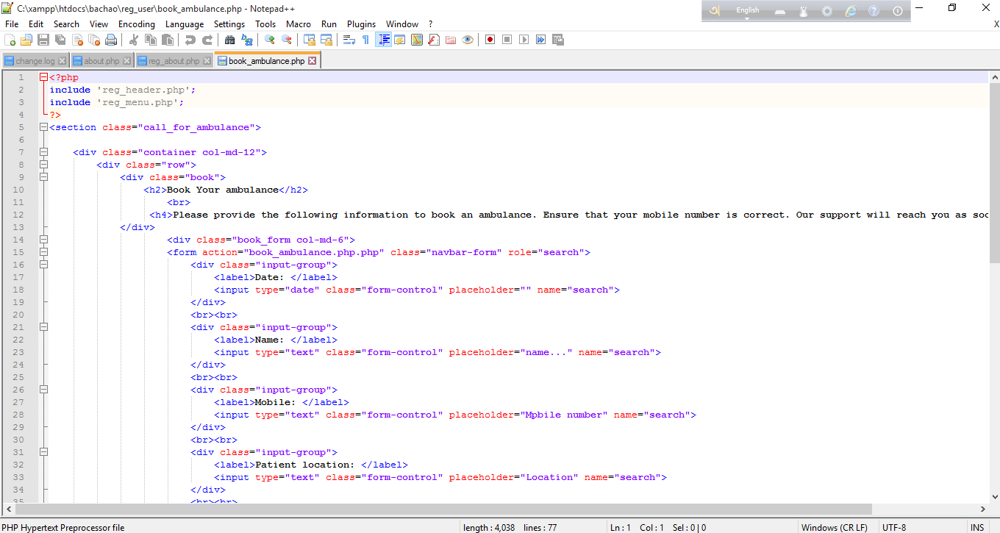 C:\xampp\htdocs\bachao\reg_user\book_ambulance.php - Notepad++
English
File Edit Search View Encoding Language Settings Tools Macro Run Plugins Window ? X
change.log about.php reg_about.php book_ambulance.php
1 <?php
2 include 'reg_header.php';
3 include 'reg_menu.php';
4 ?>
5 <section class="call_for_ambulance">
6
7 <div class="container col-md-12">
8 <div class="row">
9 <div class="book">
10 <h2>Book Your ambulance</h2>
11 <br>
12 <h4>Please provide the following information to book an ambulance. Ensure that your mobile number is correct. Our support will reach you as soo
13 </div>
14 <div class="book_form col-md-6">
15 <form action="book_ambulance.php.php" class="navbar-form" role="search">
16 <div class="input-group">
17 <label>Date: </label>
18 <input type="date" class="form-control" placeholder="" name="search">
19 </div>
20 <br><br>
21 <div class="input-group">
22 <label>Name: </label>
23 <input type="text" class="form-control" placeholder="name..." name="search">
24 </div>
25 <br><br>
26 <div class="input-group">
27 <label>Mobile: </label>
28 <input type="text" class="form-control" placeholder="Mpbile number" name="search">
29 </div>
30 <br><br>
31 <div class="input-group">
32 <label>Patient location: </label>
33 <input type="text" class="form-control" placeholder="Location" name="search">
34 </div>
35 <br><br>
PHP Hypertext Preprocessor file length : 4,038 lines : 77 Ln : 1 Col : 1 Sel : 0 | 0 Windows (CR LF) UTF-8 INS